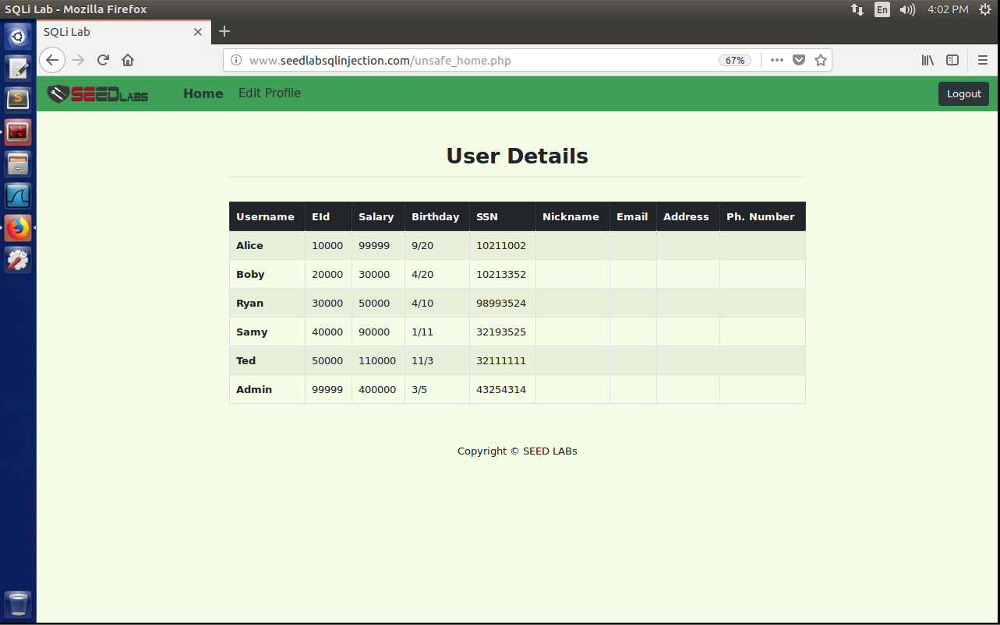 SQLi Lab - Mozilla Firefox
En
4:02 PM
SQLi Lab
www.seedlabsqlinjection.com/unsafe_home.php
67%
SEEDLABS
Home
Edit Profile
Logout
User Details
Username EId Salary Birthday SSN Nickname Email Address Ph. Number
Alice 10000 99999 9/20 10211002
Boby 20000 30000 4/20 10213352
Ryan 30000 50000 4/10 98993524
Samy 40000 90000 1/11 32193525
Ted 50000 110000 11/3 32111111
Admin 99999 400000 3/5 43254314
Copyright © SEED LABs